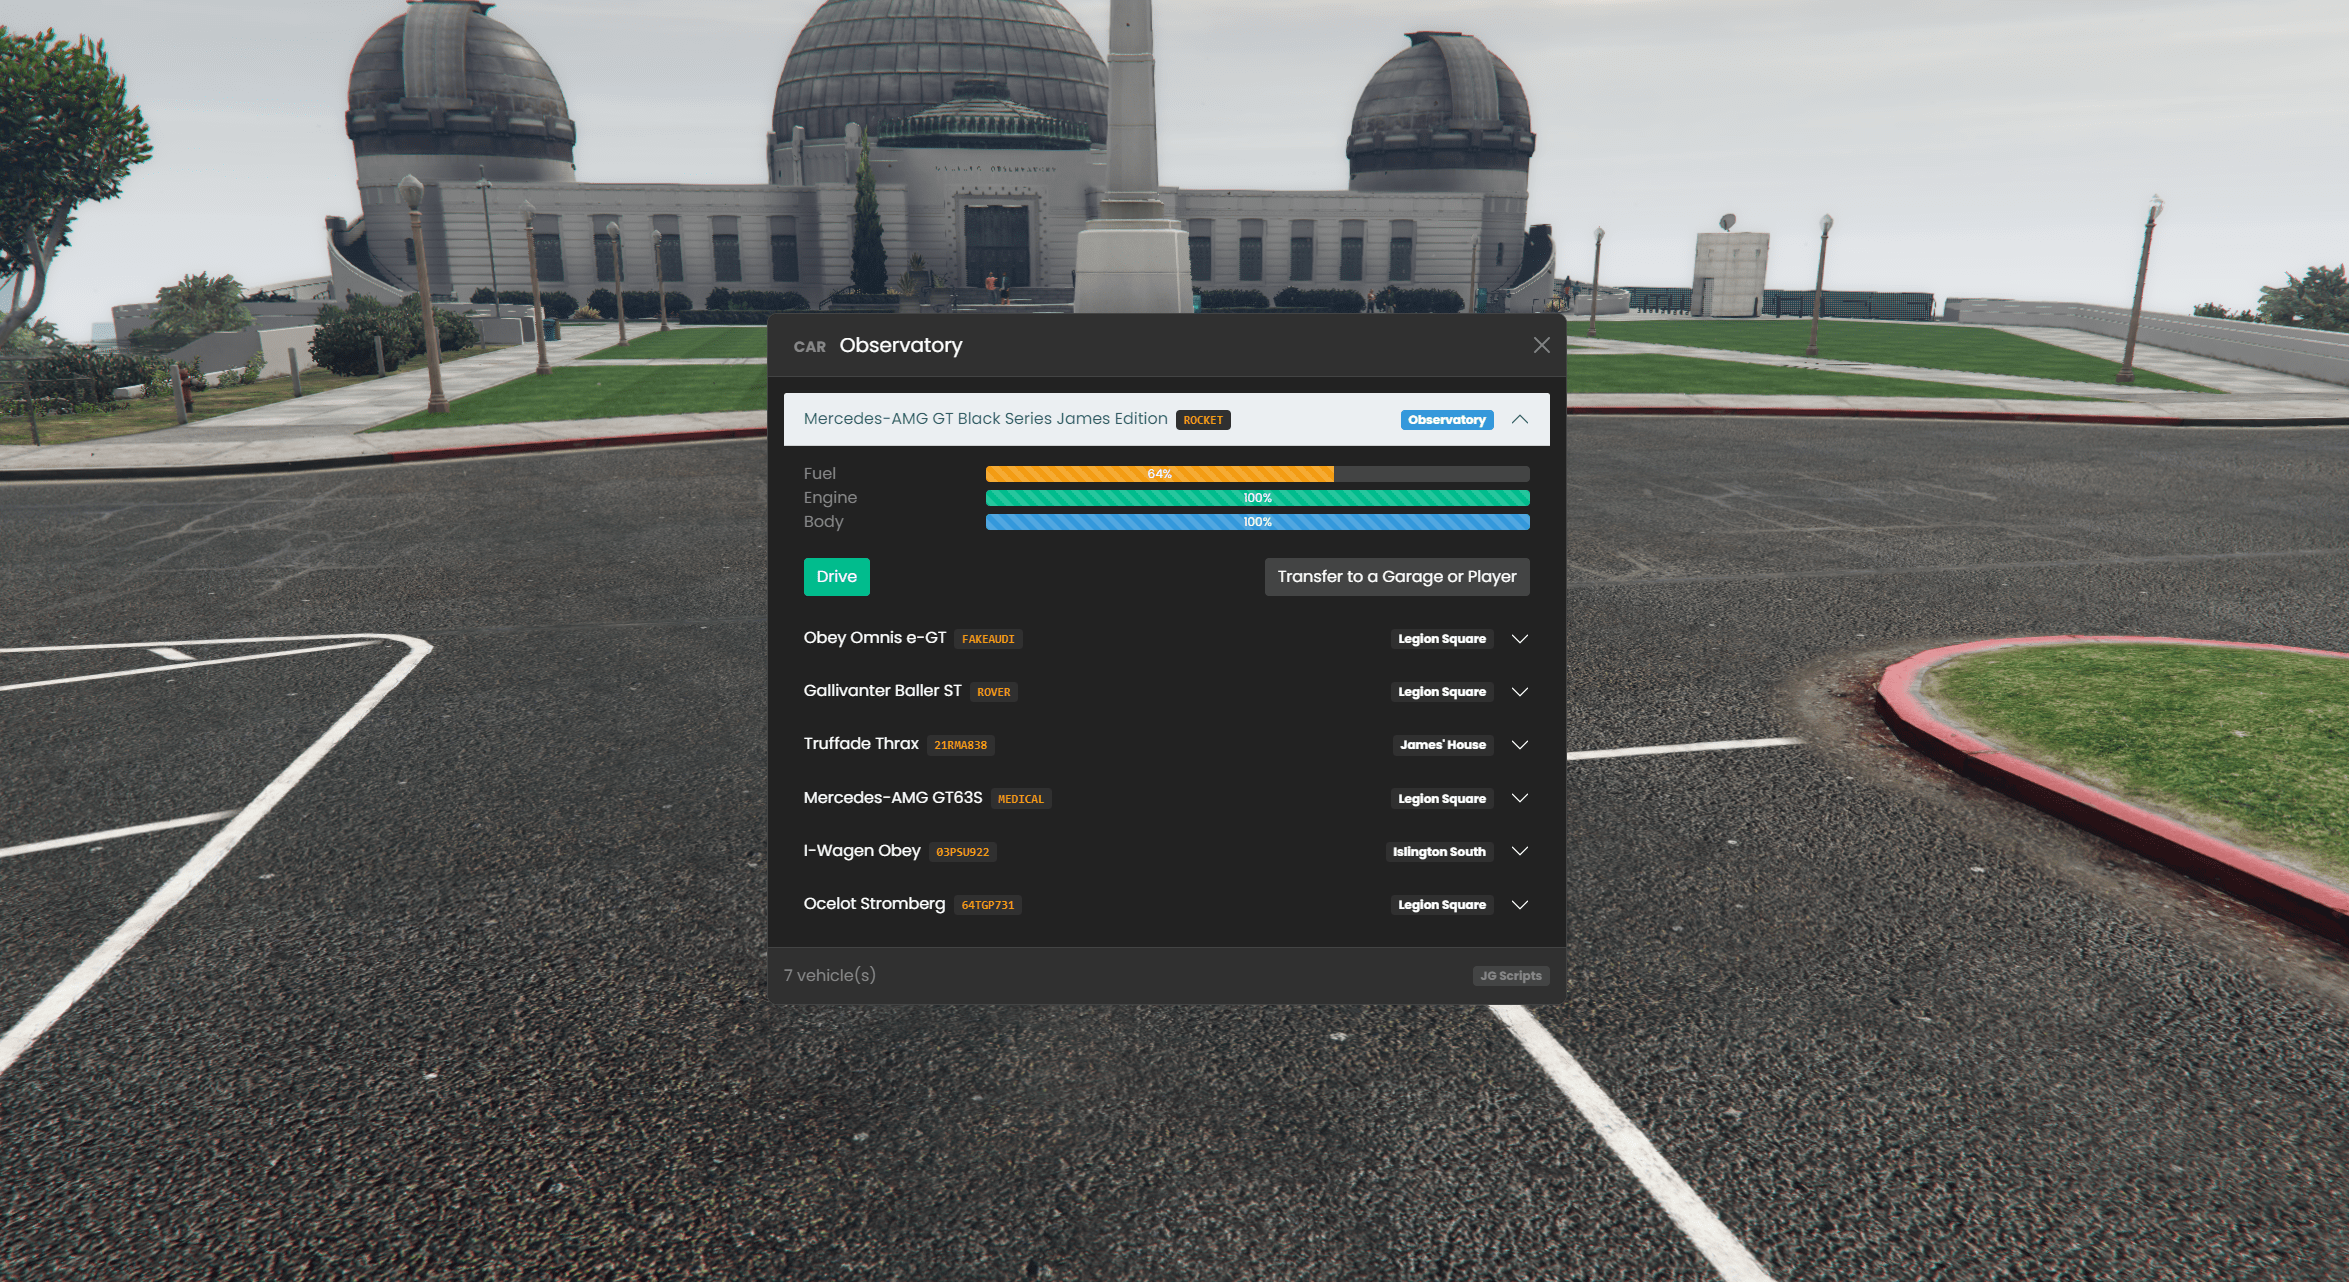 CAR Observatory
Mercedes-AMG GT Black Series James Edition ROCKET Observatory
Fuel 64%
Engine 100%
Body 100%
Drive Transfer to a Garage or Player
Obey Omnis e-GT FAKEAUDI Legion Square
Gallivanter Baller ST ROVER Legion Square
Truffade Thrax 21RMA838 James' House
Mercedes-AMG GT63S MEDICAL Legion Square
I-Wagen Obey 03PSU922 Islington South
Ocelot Stromberg 64TGP731 Legion Square
7 vehicle(s) JG Scripts